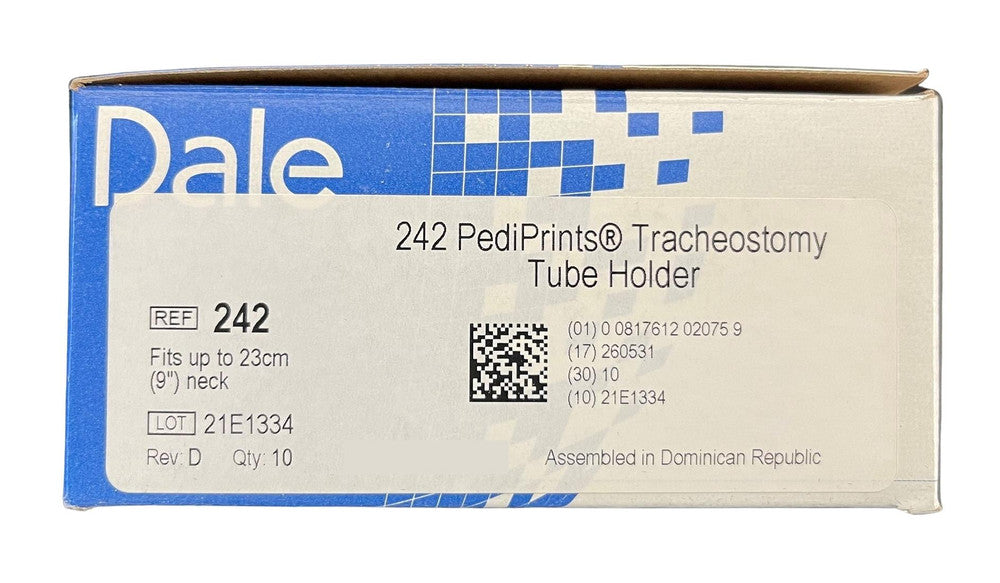 Dale
242 PediPrints® Tracheostomy
Tube Holder
REF 242
Fits up to 23cm
(9") neck
LOT 21E1334
Rev: D Qty: 10
(01) 0 0817612 02075 9
(17) 260531
(30) 10
(10) 21E1334
Assembled in Dominican Republic